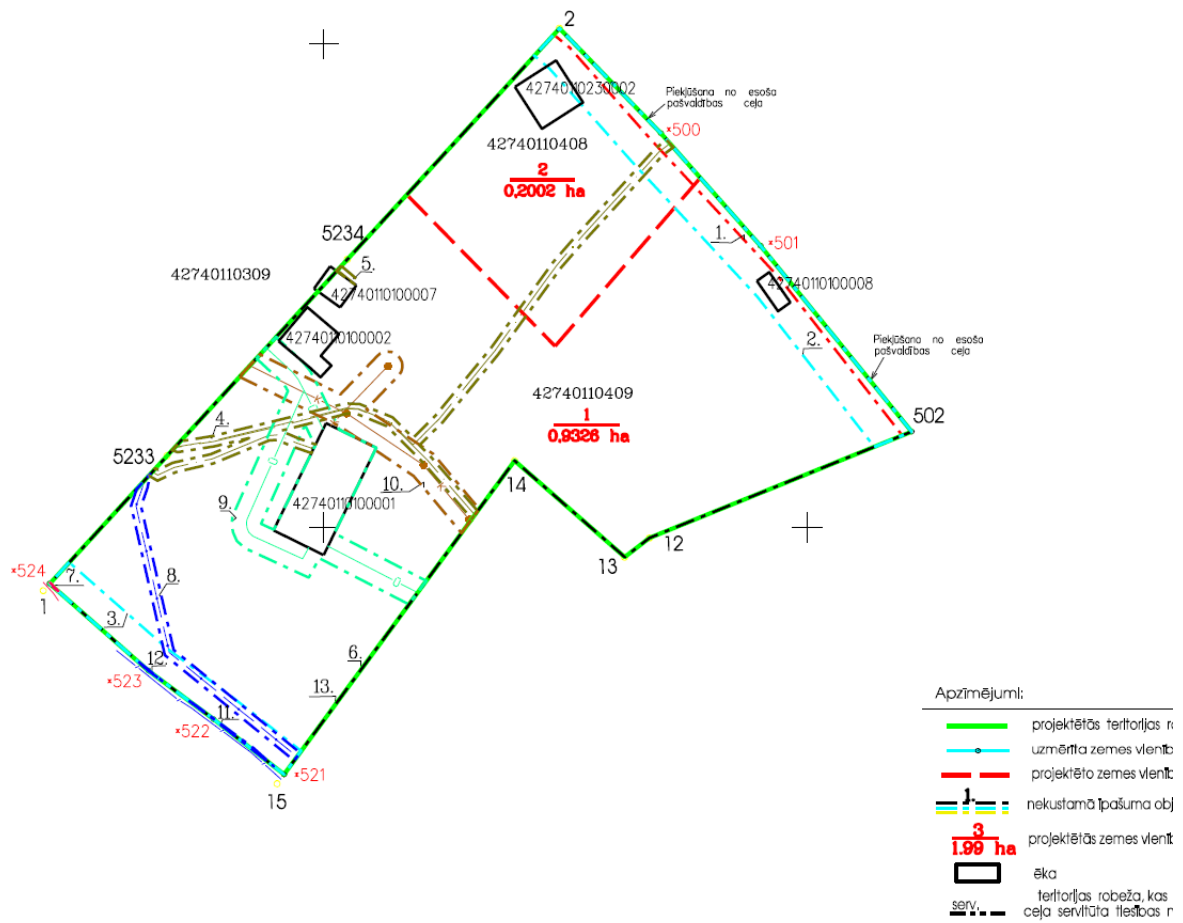 2
42740110230002
Piekļūšana no esoša
pašvaldības ceļa
×500
42740110408
2
0,2002 ha
5234
1.
×501
42740110309
5.
42740110100007
42740110100008
42740110100002
2.
Piekļūšana no esoša
pašvaldības ceļa
42740110409
1
0,9326 ha
502
4.
5233
14
10.
9.
42740110100001
12
13
×524
7.
8.
1
3.
12.
6.
×523
13.
11.
×522
×521
15
Apzīmējumi:
projektētās teritorijas
uzmērīta zemes
projektēto zemes
1.
nekustamā īpašuma
3
1.99 ha
projektētās zemes
ēka
teritorijas robeža, kas
serv.
ceļa servitūta tiesības